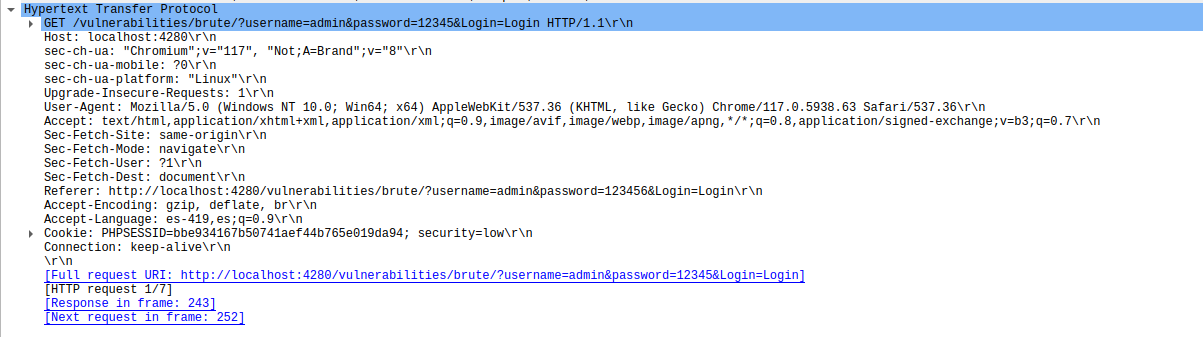 Hypertext Transfer Protocol
GET /vulnerabilities/brute/?username=admin&password=12345&Login=Login HTTP/1.1\r\n
Host: localhost:4280\r\n
sec-ch-ua: "Chromium";v="117", "Not;A=Brand";v="8"\r\n
sec-ch-ua-mobile: ?0\r\n
sec-ch-ua-platform: "Linux"\r\n
Upgrade-Insecure-Requests: 1\r\n
User-Agent: Mozilla/5.0 (Windows NT 10.0; Win64; x64) AppleWebKit/537.36 (KHTML, like Gecko) Chrome/117.0.5938.63 Safari/537.36\r\n
Accept: text/html,application/xhtml+xml,application/xml;q=0.9,image/avif,image/webp,image/apng,*/*;q=0.8,application/signed-exchange;v=b3;q=0.7\r\n
Sec-Fetch-Site: same-origin\r\n
Sec-Fetch-Mode: navigate\r\n
Sec-Fetch-User: ?1\r\n
Sec-Fetch-Dest: document\r\n
Referer: http://localhost:4280/vulnerabilities/brute/?username=admin&password=123456&Login=Login\r\n
Accept-Encoding: gzip, deflate, br\r\n
Accept-Language: es-419,es;q=0.9\r\n
Cookie: PHPSESSID=bbe934167b50741aef44b765e019da94; security=low\r\n
Connection: keep-alive\r\n
\r\n
[Full request URI: http://localhost:4280/vulnerabilities/brute/?username=admin&password=12345&Login=Login]
[HTTP request 1/7]
[Response in frame: 243]
[Next request in frame: 252]